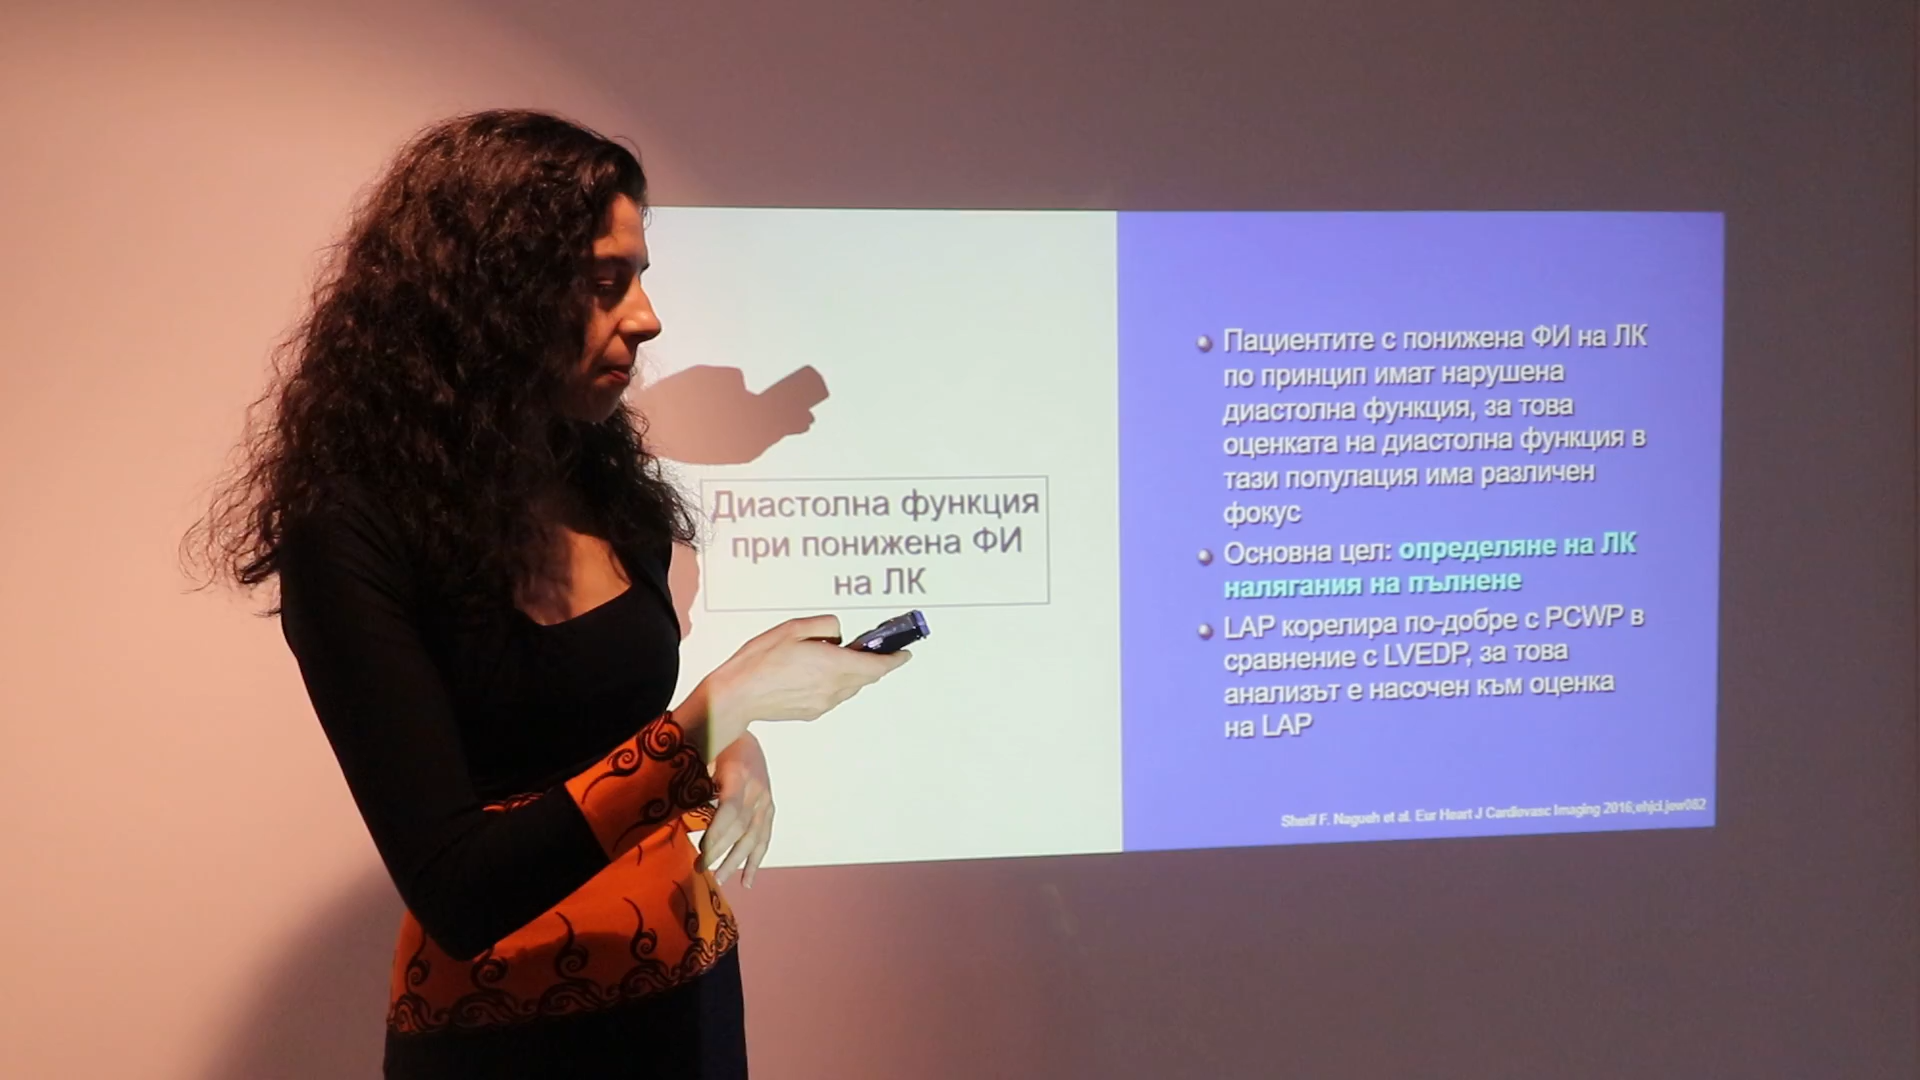 Диастолна функция
при понижена ФИ
на ЛК
Пациентите с понижена ФИ на ЛК
по принцип имат нарушена
диастолна функция, за това
оценката на диастолна функция в
тази популация има различен
фокус
Основна цел: определяне на ЛК
налягания на пълнене
LAP корелира по-добре с PCWP в
сравнение с LVEDP, за това
анализът е насочен към оценка
на LAP
Sherif F. Nagueh et al. Eur Heart J Cardiovasc Imaging 2016;ehjci.jew082